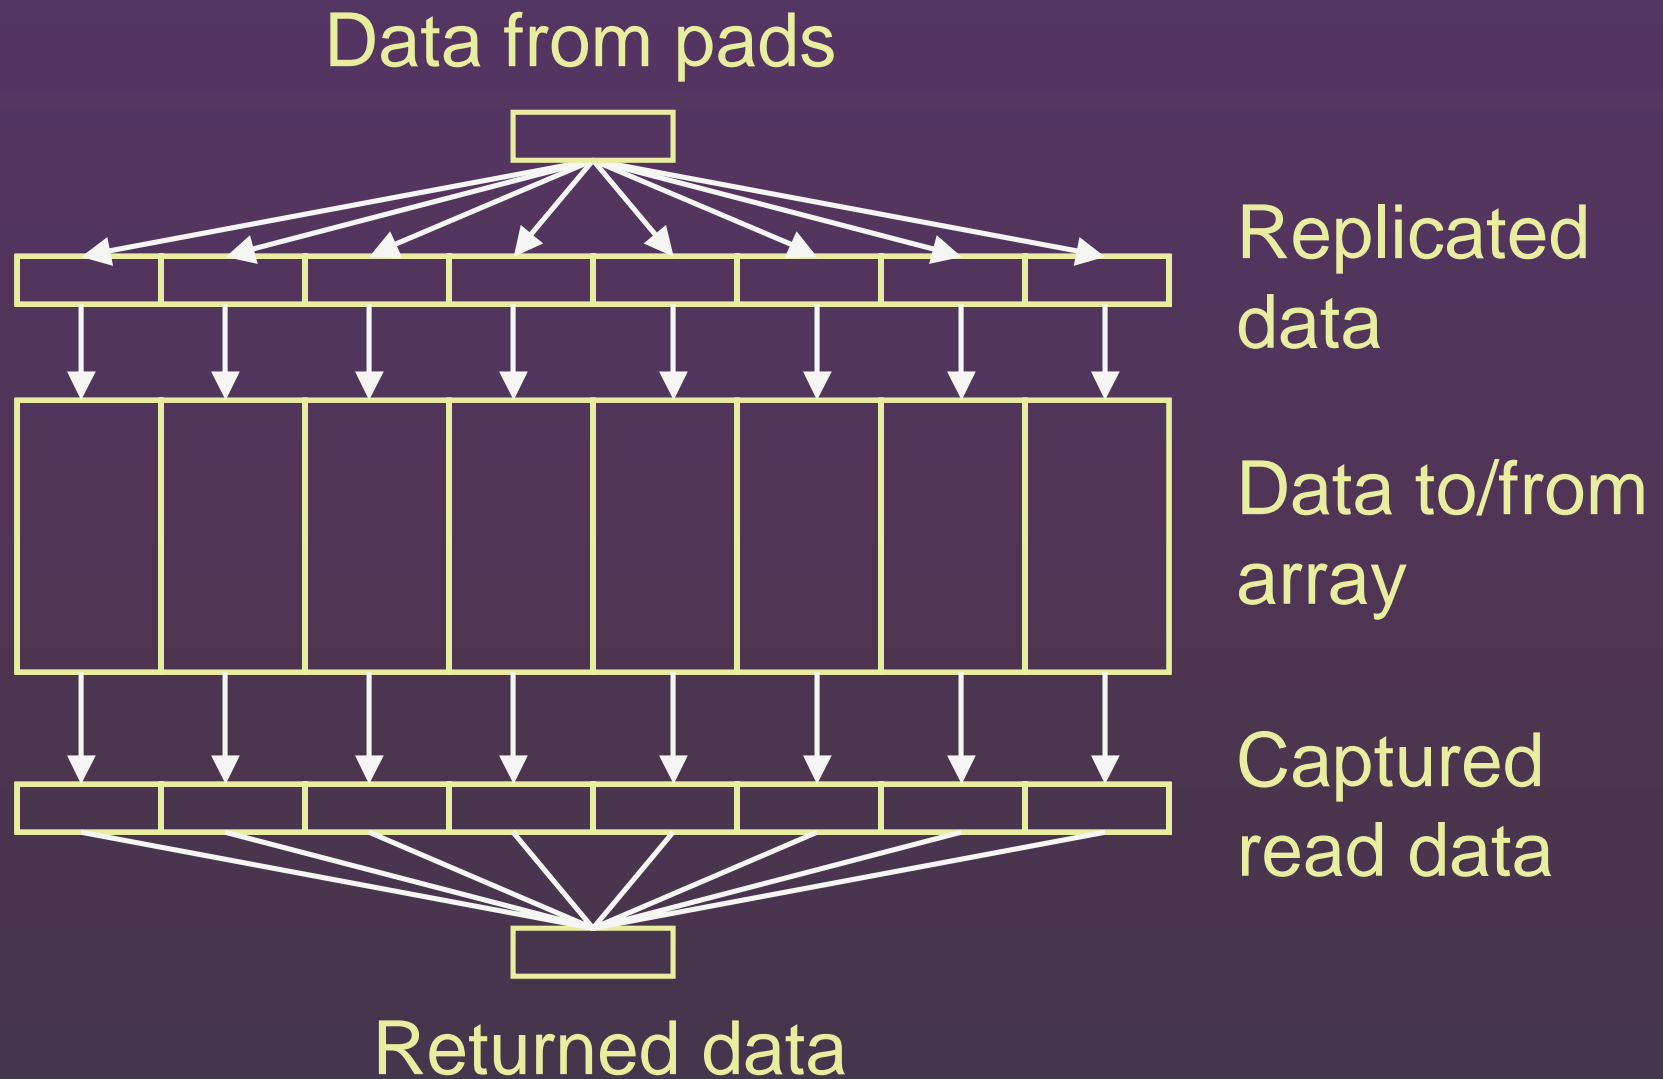 Data from pads
Replicated
data
Data to/from
array
Captured
read data
Returned data